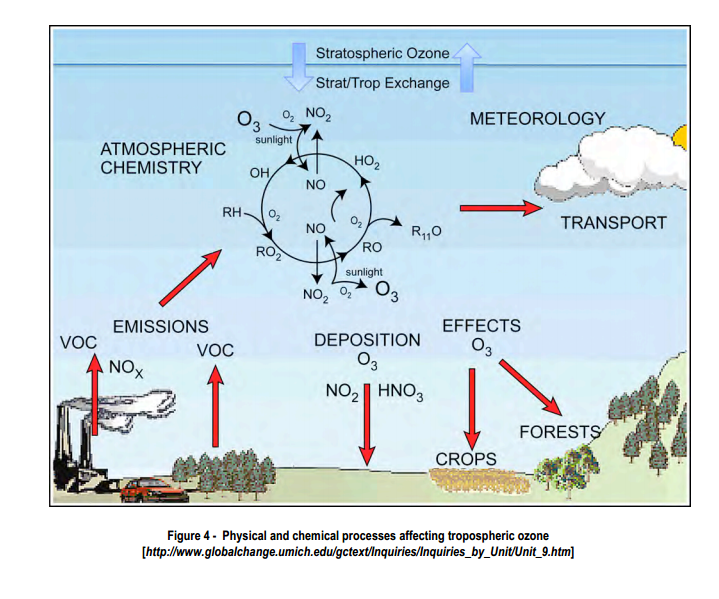 Stratospheric Ozone
Strat/Trop Exchange
METEOROLOGY
ATMOSPHERIC
CHEMISTRY
O3
O2
NO2
sunlight
OH
HO2
NO
RH
O2
NO
O2
R11O
RO2
RO
sunlight
NO2
O2
O3
TRANSPORT
EMISSIONS
VOC
NOX
VOC
DEPOSITION
O3
NO2
HNO3
EFFECTS
O3
FORESTS
CROPS
Figure 4 - Physical and chemical processes affecting tropospheric ozone
[http://www.globalchange.umich.edu/gctext/Inquiries/Inquiries_by_Unit/Unit_9.htm]